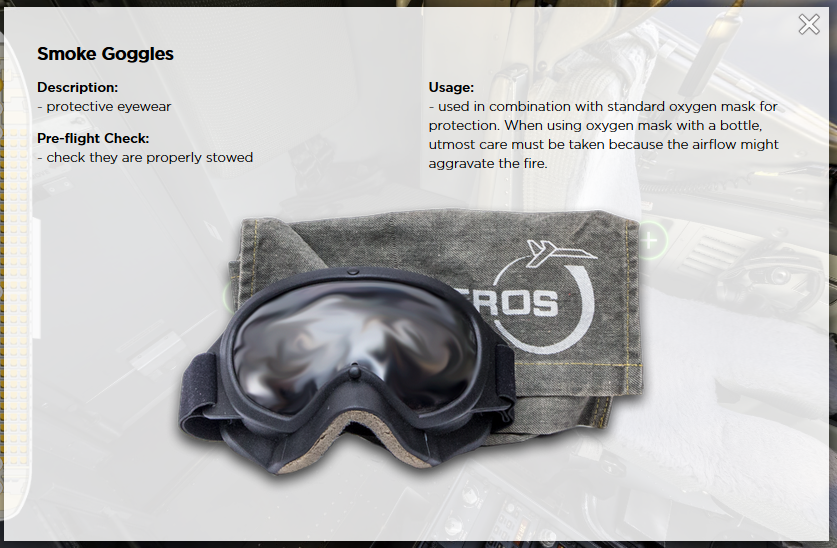 Smoke Goggles
Description:
- protective eyewear
Pre-flight Check:
- check they are properly stowed
Usage:
- used in combination with standard oxygen mask for
protection. When using oxygen mask with a bottle,
utmost care must be taken because the airflow might
aggravate the fire.
ROS